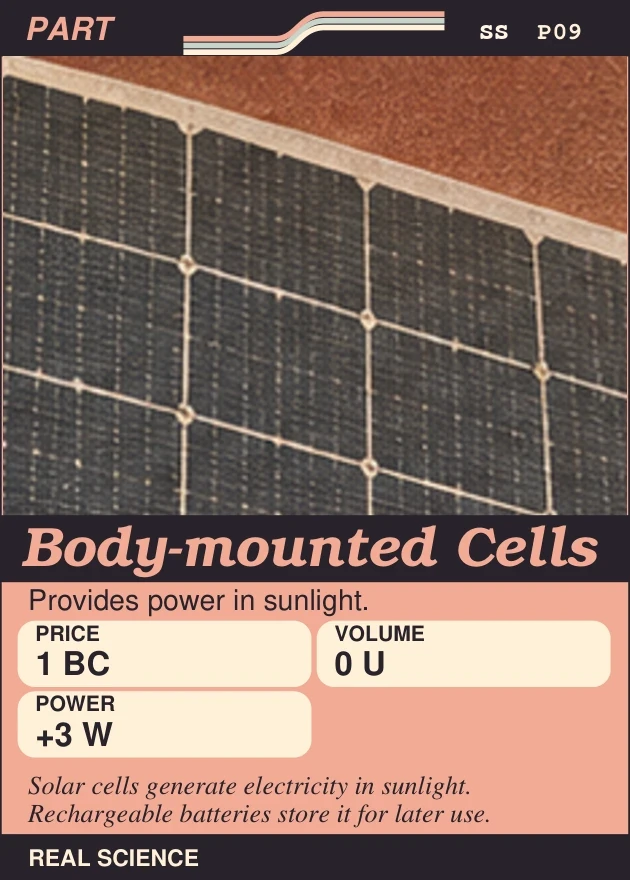 PART
SS P09
Body-mounted Cells
Provides power in sunlight.
PRICE
1 BC
VOLUME
0 U
POWER
+3 W
Solar cells generate electricity in sunlight.
Rechargeable batteries store it for later use.
REAL SCIENCE